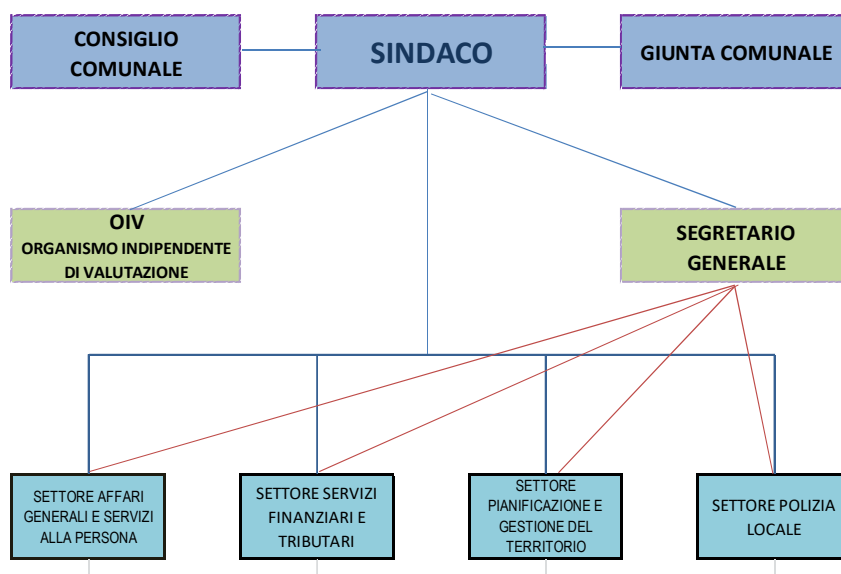 CONSIGLIO
COMUNALE
SINDACO
GIUNTA COMUNALE
OIV
ORGANISMO INDIPENDENTE
DI VALUTAZIONE
SEGRETARIO
GENERALE
SETTORE AFFARI
GENERALI E SERVIZI
ALLA PERSONA
SETTORE SERVIZI
FINANZIARI E
TRIBUTARI
SETTORE
PIANIFICAZIONE E
GESTIONE DEL
TERRITORIO
SETTORE POLIZIA
LOCALE